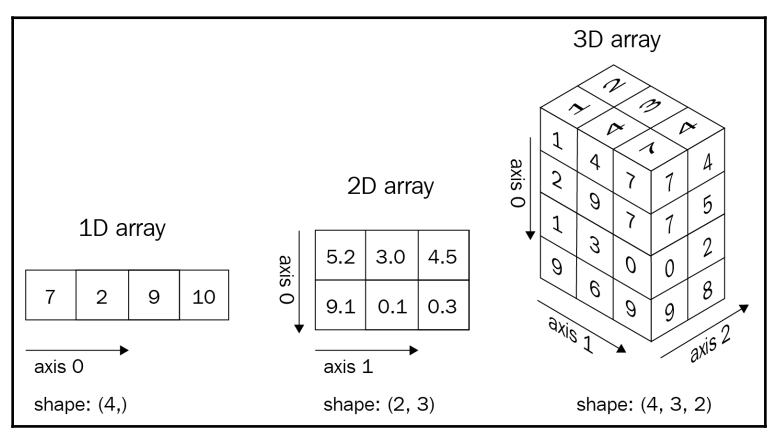 1D array
7 2 9 10
axis 0
shape: (4,)
2D array
axis 0
5.2 3.0 4.5
9.1 0.1 0.3
axis 1
shape: (2, 3)
3D array
axis 0
2
1 3
4 4
7
1 4 7 7 4
2 9 7 7 5
1 3 0 0 2
9 6 9 9 8
axis 1
axis 2
shape: (4, 3, 2)